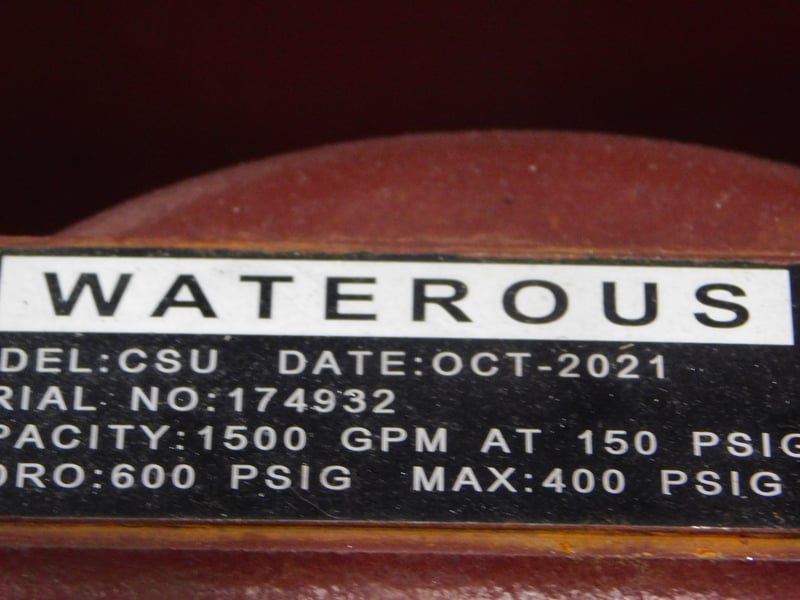 WATEROUS
DEL:CSU DATE:OCT-2021
RIAL NO:174932
PACITY:1500 GPM AT 150 PSIG
DRO:600 PSIG MAX:400 PSIG